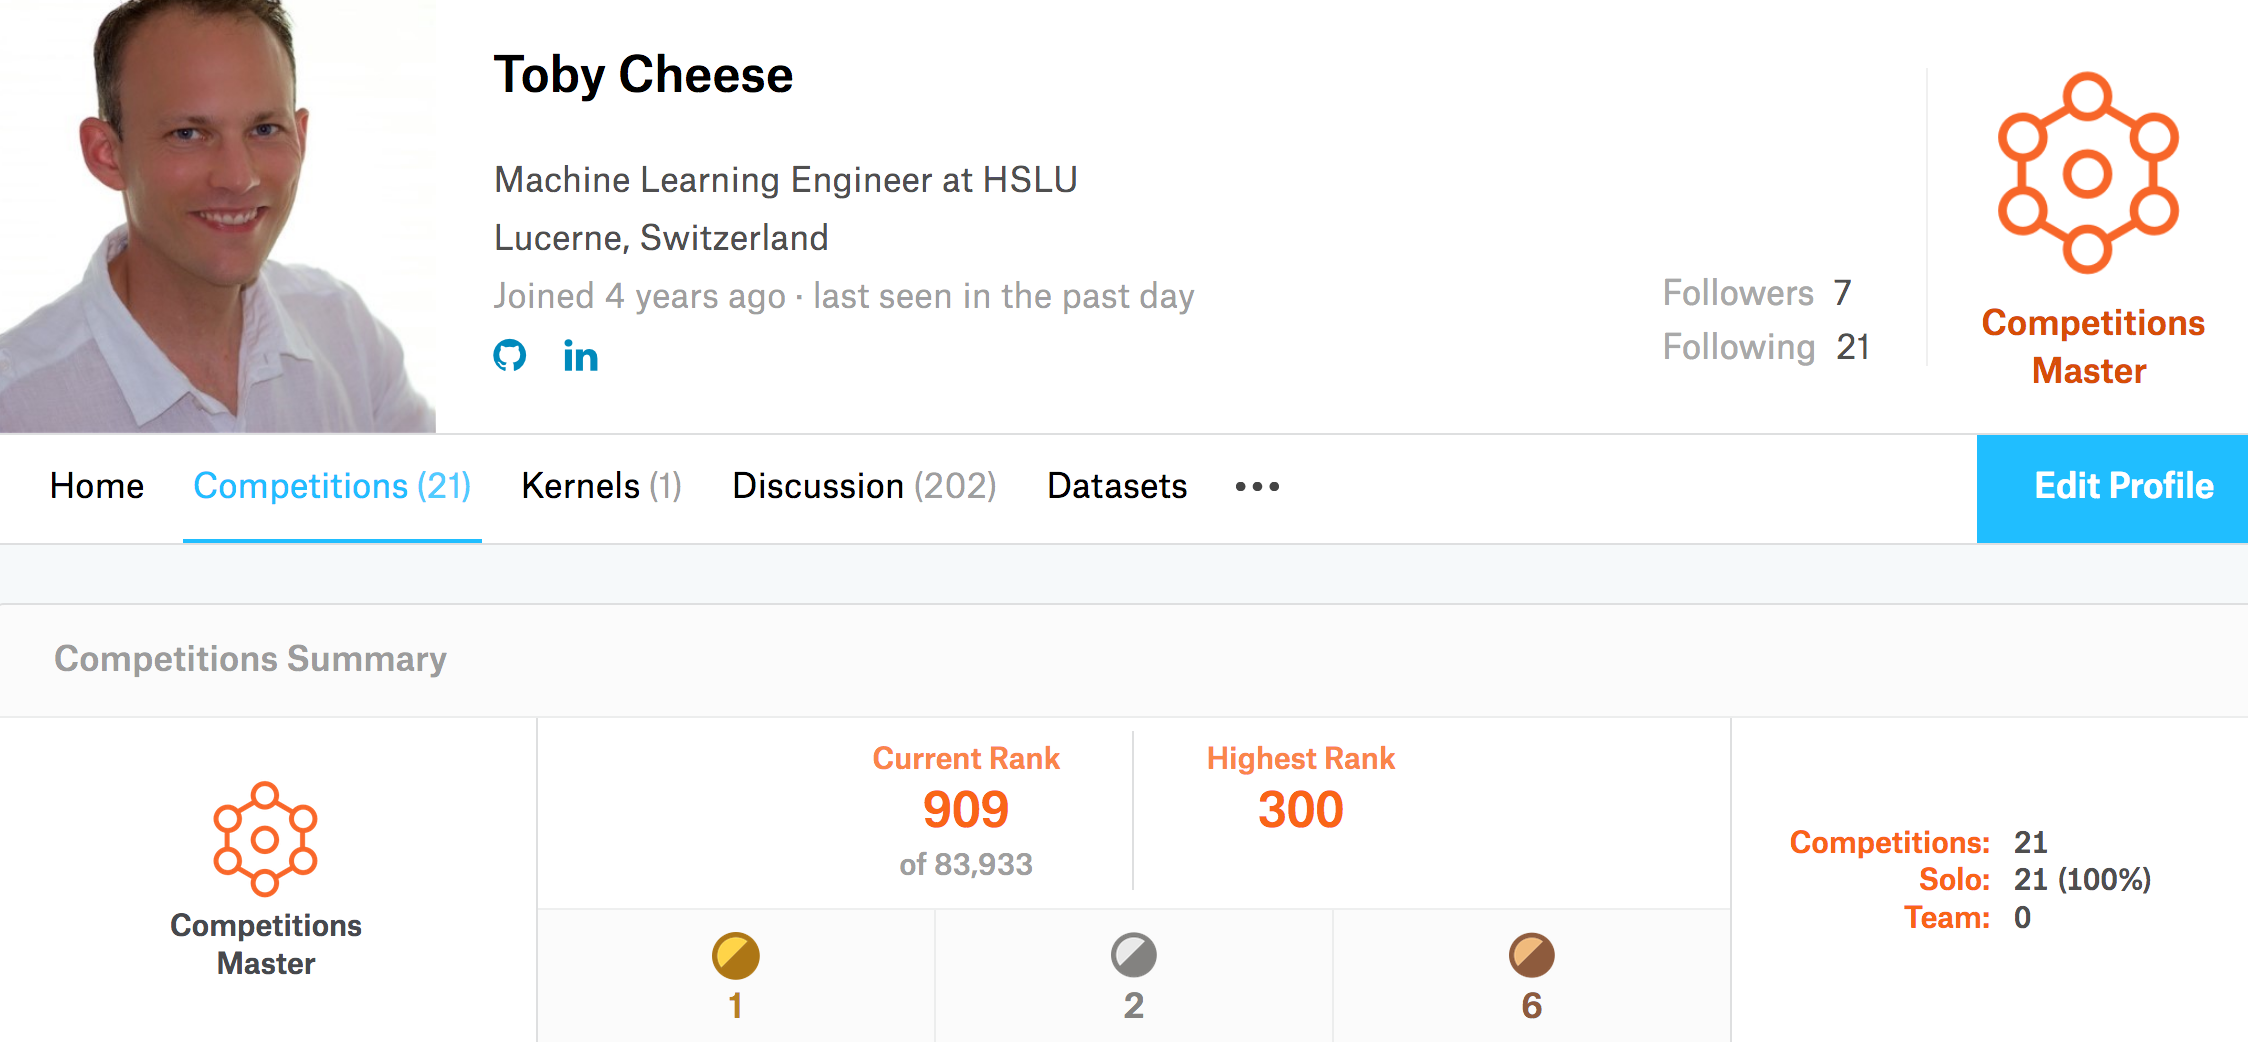 Toby Cheese
Machine Learning Engineer at HSLU
Lucerne, Switzerland
Joined 4 years ago · last seen in the past day
in
Followers 7
Following 21
Competitions
Master
Home Competitions (21) Kernels (1) Discussion (202) Datasets •••
Edit Profile
Competitions Summary
Competitions
Master
Current Rank
909
of 83,933
Highest Rank
300
1
2
6
Competitions: 21
Solo: 21 (100%)
Team: 0